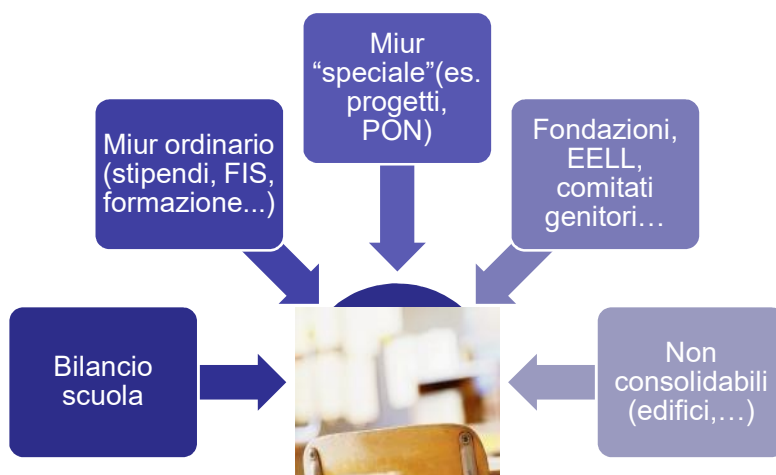 Bilancio
scuola
Miur ordinario
(stipendi, FIS,
formazione...)
Miur
“speciale”(es.
progetti,
PON)
Fondazioni,
EELL,
comitati
genitori…
Non
consolidabili
(edifici,…)